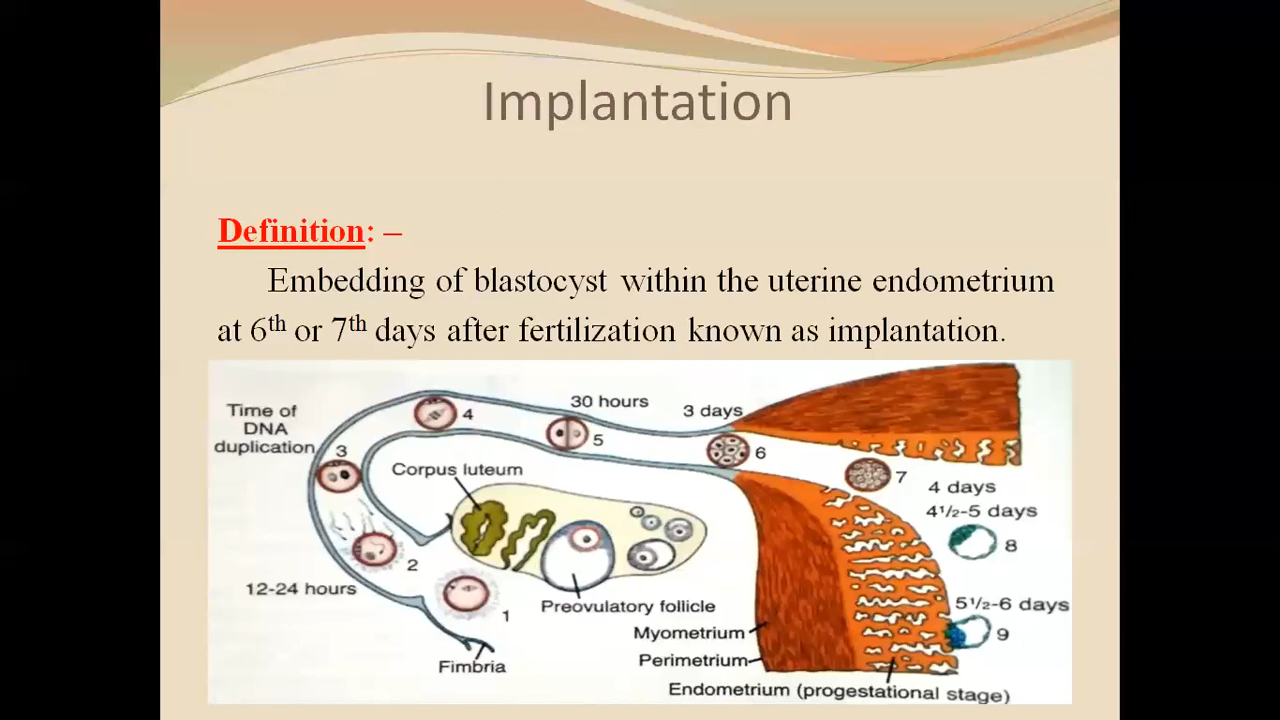 Implantation
Definition: –
Embedding of blastocyst within the uterine endometrium
at 6th or 7th days after fertilization known as implantation.
Time of
DNA
duplication
3
4
30 hours
5
3 days
6
7
4 days
4½-5 days
8
5½-6 days
9
Corpus luteum
2
12-24 hours
1
Preovulatory follicle
Myometrium
Perimetrium
Fimbria
Endometrium (progestational stage)